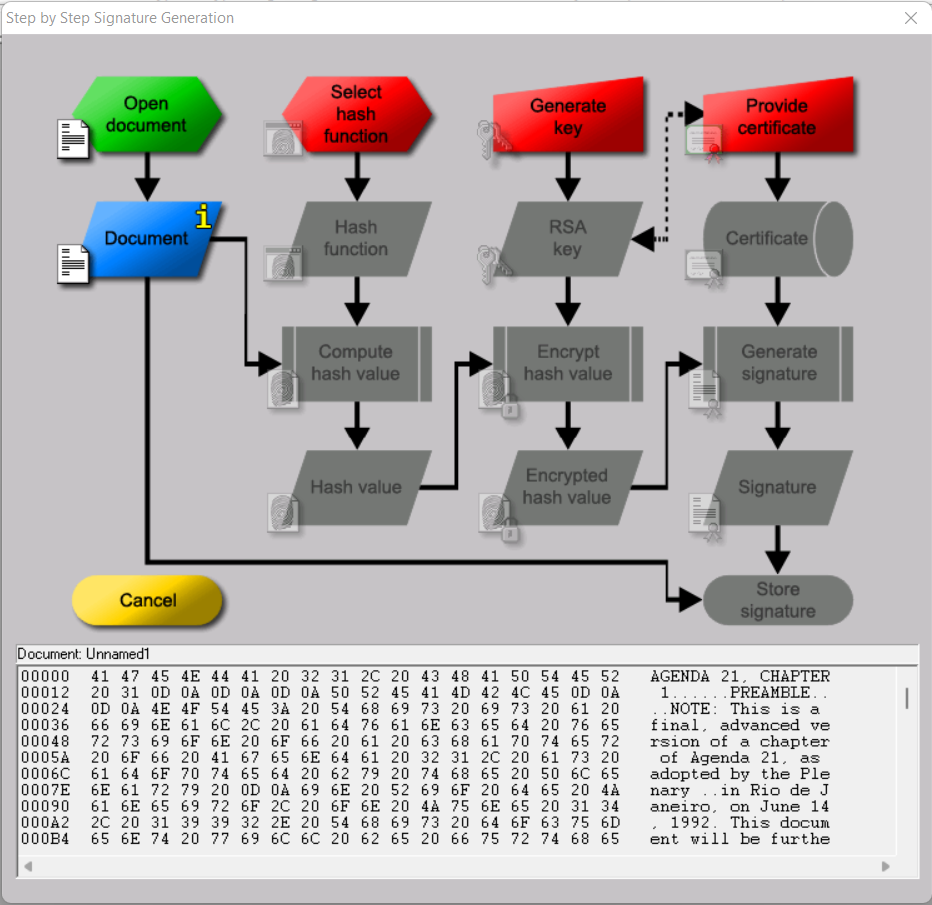 Step by Step Signature Generation
Open
document
Select
hash
function
Generate
key
Provide
certificate
Document
i
Hash
function
RSA
key
Certificate
Compute
hash value
Encrypt
hash value
Generate
signature
Hash value
Encrypted
hash value
Signature
Cancel
Store
signature
Document: Unnamed1
00000 41 47 45 4E 44 41 20 32 31 2C 20 43 48 41 50 54 45 52 AGENDA 21, CHAPTER
00012 20 31 0D 0A 0D 0A 0D 0A 50 52 45 41 4D 42 4C 45 0D 0A  1......PREAMBLE..
00024 0D 0A 4E 4F 54 45 3A 20 54 68 69 73 20 69 73 20 61 20 ..NOTE: This is a
00036 66 69 6E 61 6C 2C 20 61 64 76 61 6E 63 65 64 20 76 65 final, advanced ve
00048 72 73 69 6F 6E 20 6F 66 20 61 20 63 68 61 70 74 65 72 rsion of a chapter
0005A 20 6F 66 20 41 67 65 6E 64 61 20 32 31 2C 20 61 73 20  of Agenda 21, as
0006C 61 64 6F 70 74 65 64 20 62 79 20 74 68 65 20 50 6C 65 adopted by the Ple
0007E 6E 61 72 79 20 0D 0A 69 6E 20 52 69 6F 20 64 65 20 4A nary ..in Rio de J
00090 61 6E 65 69 72 6F 2C 20 6F 6E 20 4A 75 6E 65 20 31 34 aneiro, on June 14
000A2 2C 20 31 39 39 32 2E 20 54 68 69 73 20 64 6F 63 75 6D , 1992. This docum
000B4 65 6E 74 20 77 69 6C 6C 20 62 65 20 66 75 72 74 68 65 ent will be furthe